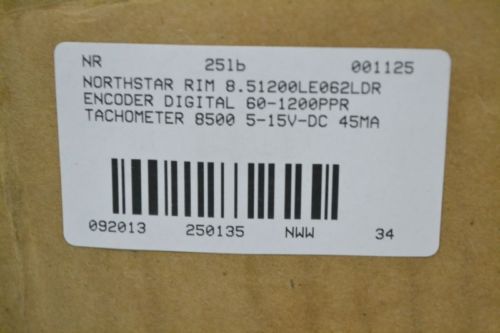 NR 25lb 001125
NORTHSTAR RIM 8.51200LE062LDR
ENCODER DIGITAL 60-1200PPR
TACHOMETER 8500 5-15V-DC 45MA
092013 250135 NWW 34